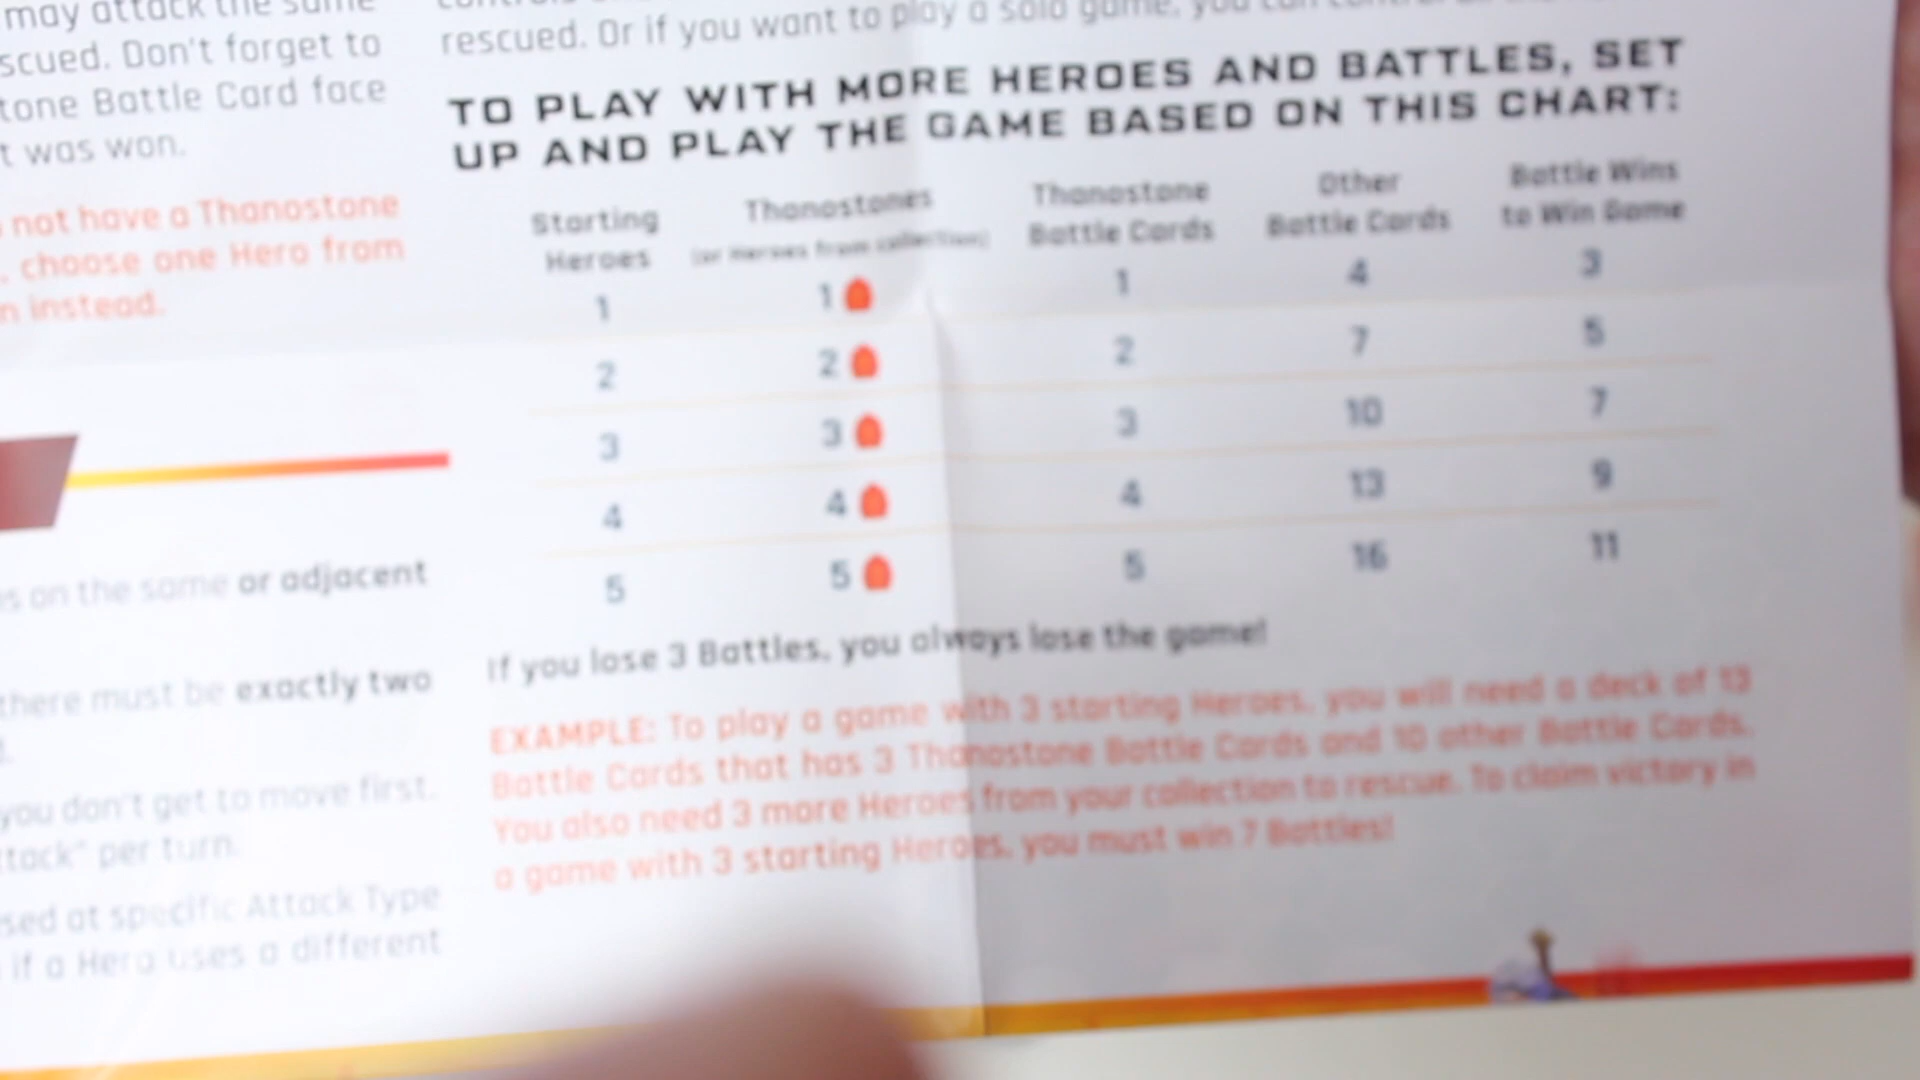 may attack the same
scued. Don't forget to
tone Battle Card face
t was won.
not have a Thanostone
, choose one Hero from
n instead.
s on the same or adjacent
there must be exactly two
you don't get to move first.
ttack" per turn.
sed at specific Attack Type
if a Hero uses a different
rescued. Or if you want to play a solo game, you can control
TO PLAY WITH MORE HEROES AND BATTLES, SET
UP AND PLAY THE GAME BASED ON THIS CHART:
Starting Heroes Thanostones (or Heroes from collection) Thanostone Battle Cards Other Battle Cards Battle Wins to Win Game
1 1 1 4 3
2 2 2 7 5
3 3 3 10 7
4 4 4 13 9
5 5 5 16 11
If you lose 3 Battles, you always lose the game!
EXAMPLE: To play a game with 3 starting Heroes, you will need a deck of 13
Battle Cards that has 3 Thanostone Battle Cards and 10 other Battle Cards.
You also need 3 more Heroes from your collection to rescue. To claim victory in
a game with 3 starting Heroes, you must win 7 Battles!